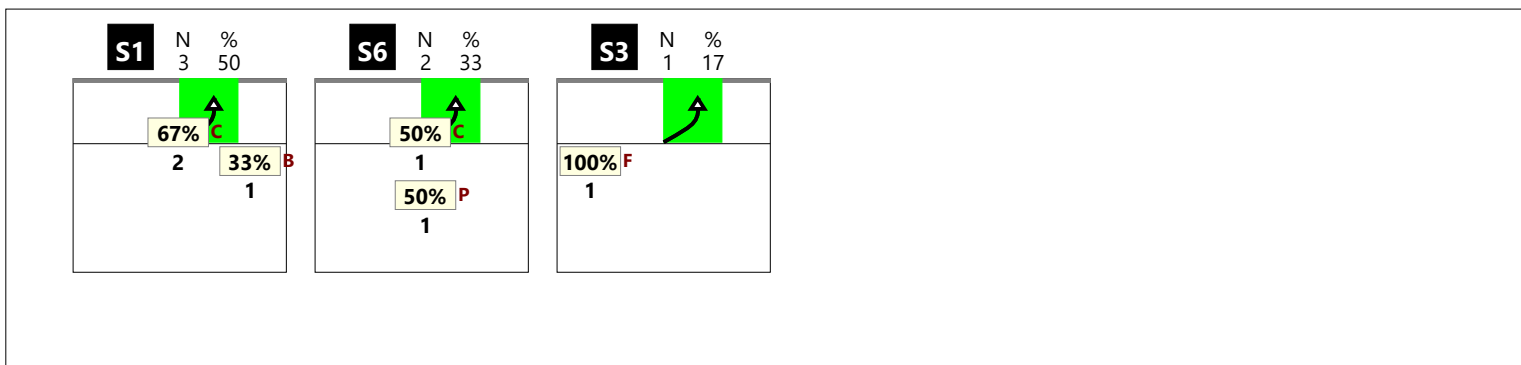 S1 N % S6 N % S3 N %
3 50 2 33 1 17
67% C 50% C
2 33% B 1 100% F
1 50% P 1
1